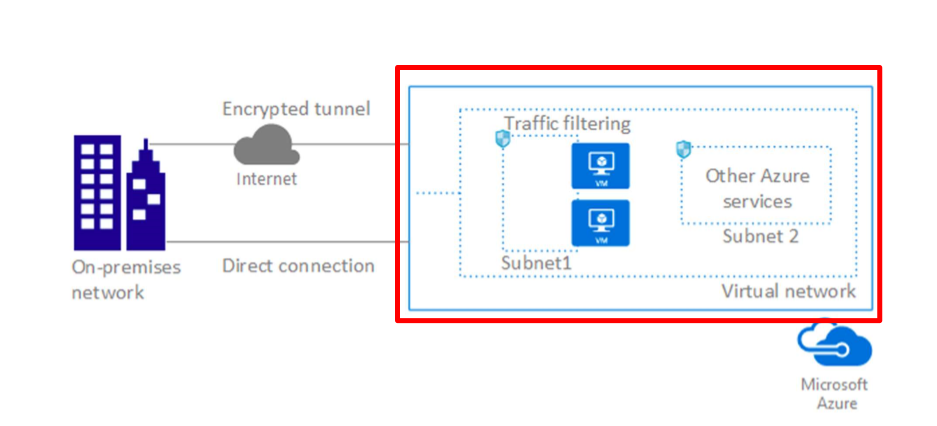 Encrypted tunnel
Internet
On-premises
network
Direct connection
Traffic filtering
VM
VM
Subnet1
Other Azure
services
Subnet 2
Virtual network
Microsoft
Azure